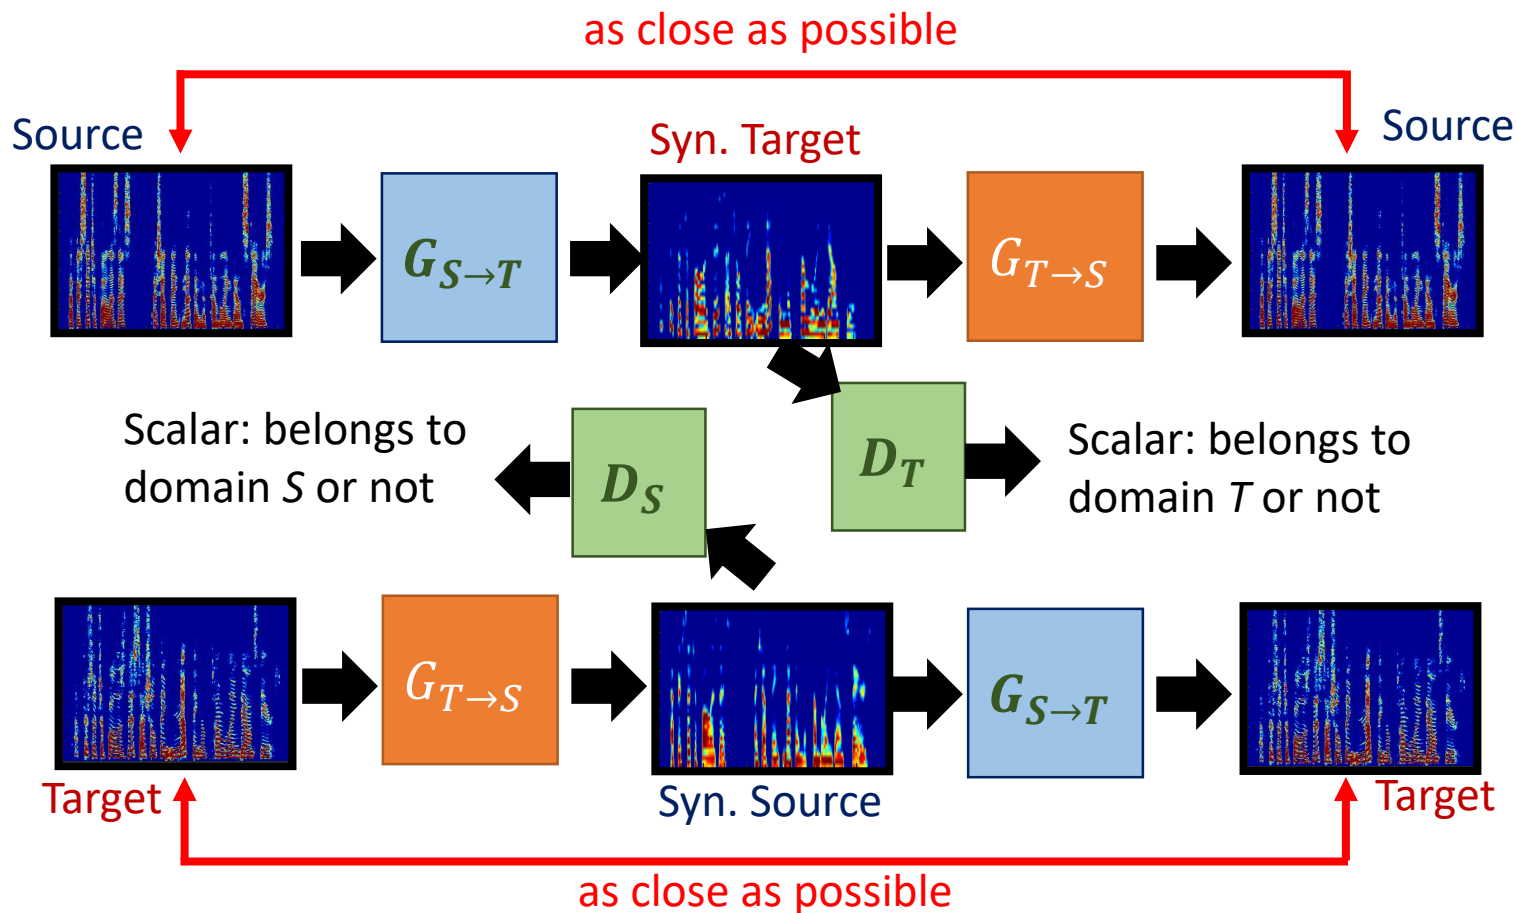 as close as possible
Source
Syn. Target
Source
G_{S→T}
G_{T→S}
Scalar: belongs to
domain S or not
D_S
D_T
Scalar: belongs to
domain T or not
G_{T→S}
G_{S→T}
Target
Syn. Source
Target
as close as possible